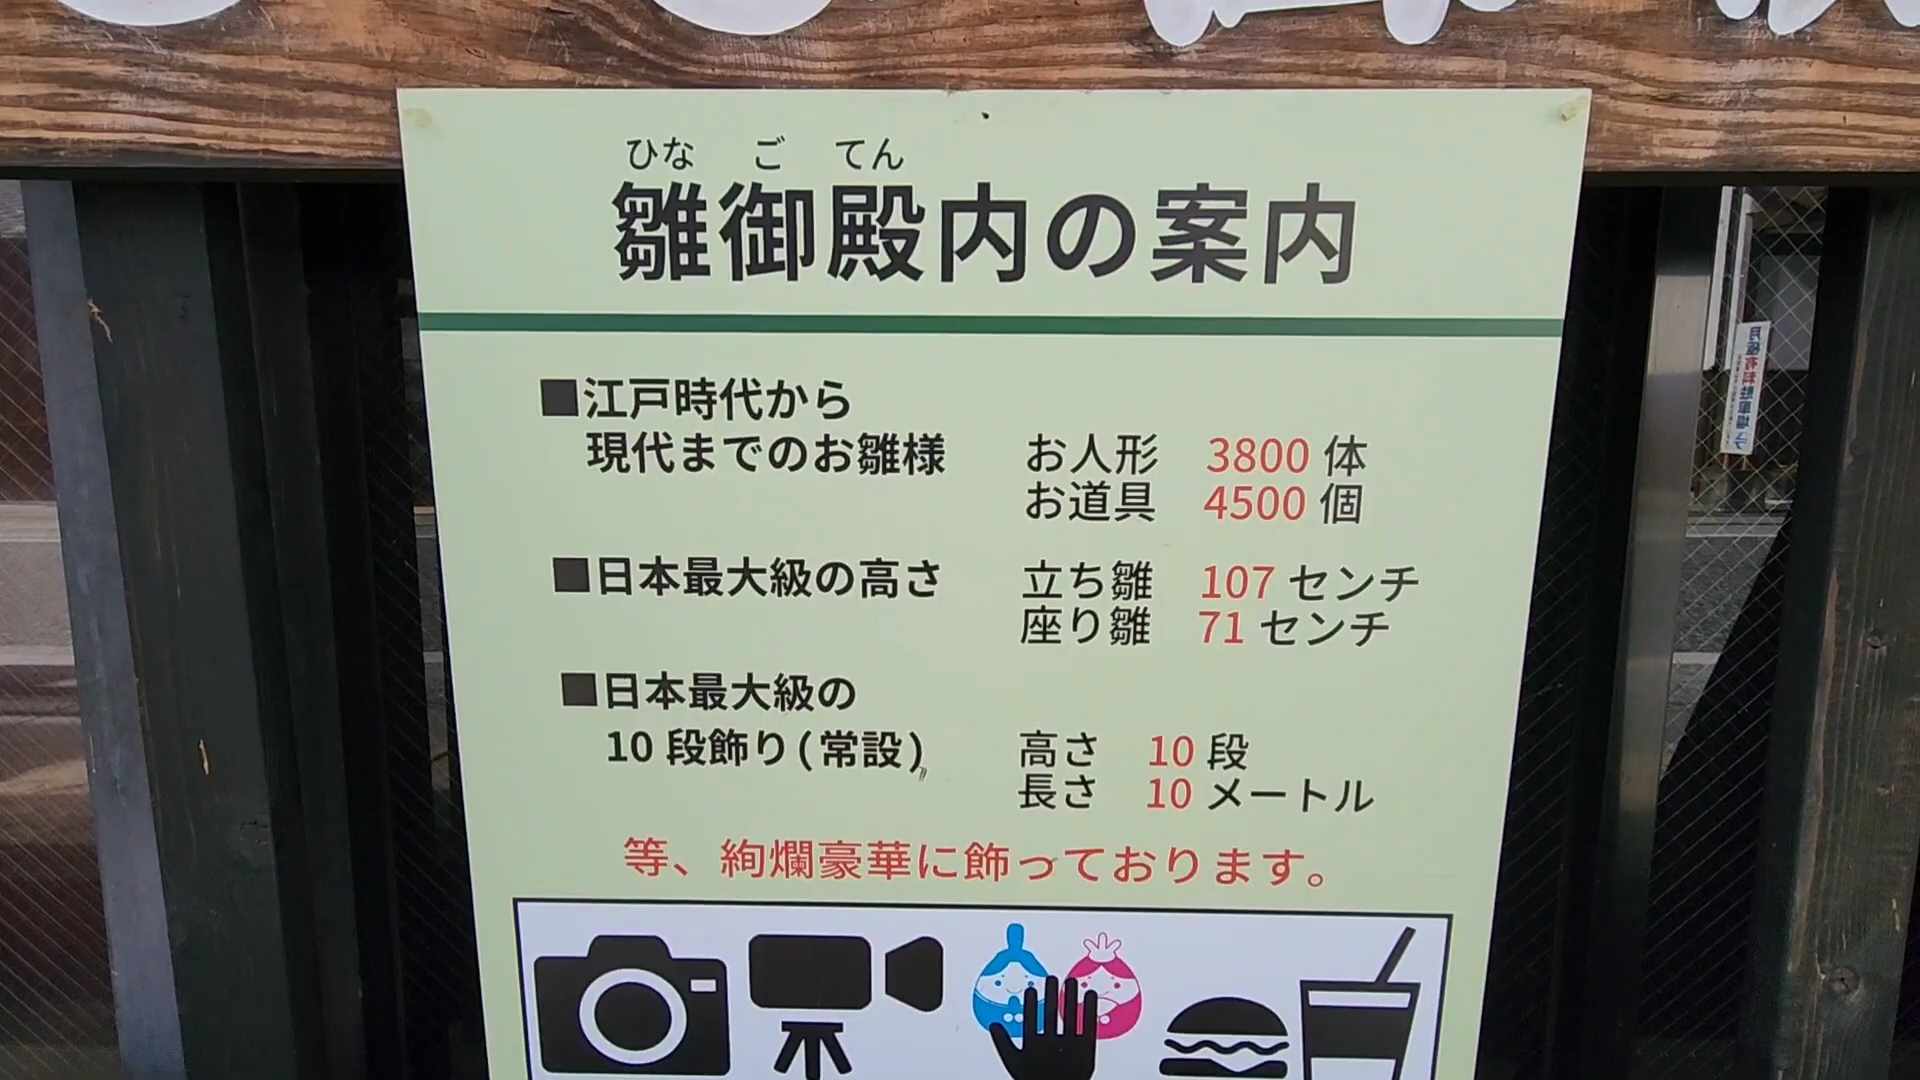 ひな ご てん
雛御殿内の案内
■江戸時代から
現代までのお雛様 お人形 3800 体
お道具 4500 個
■日本最大級の高さ 立ち雛 107 センチ
座り雛 71 センチ
■日本最大級の
10 段飾り(常設) 高さ 10 段
長さ 10 メートル
等、絢爛豪華に飾っております。